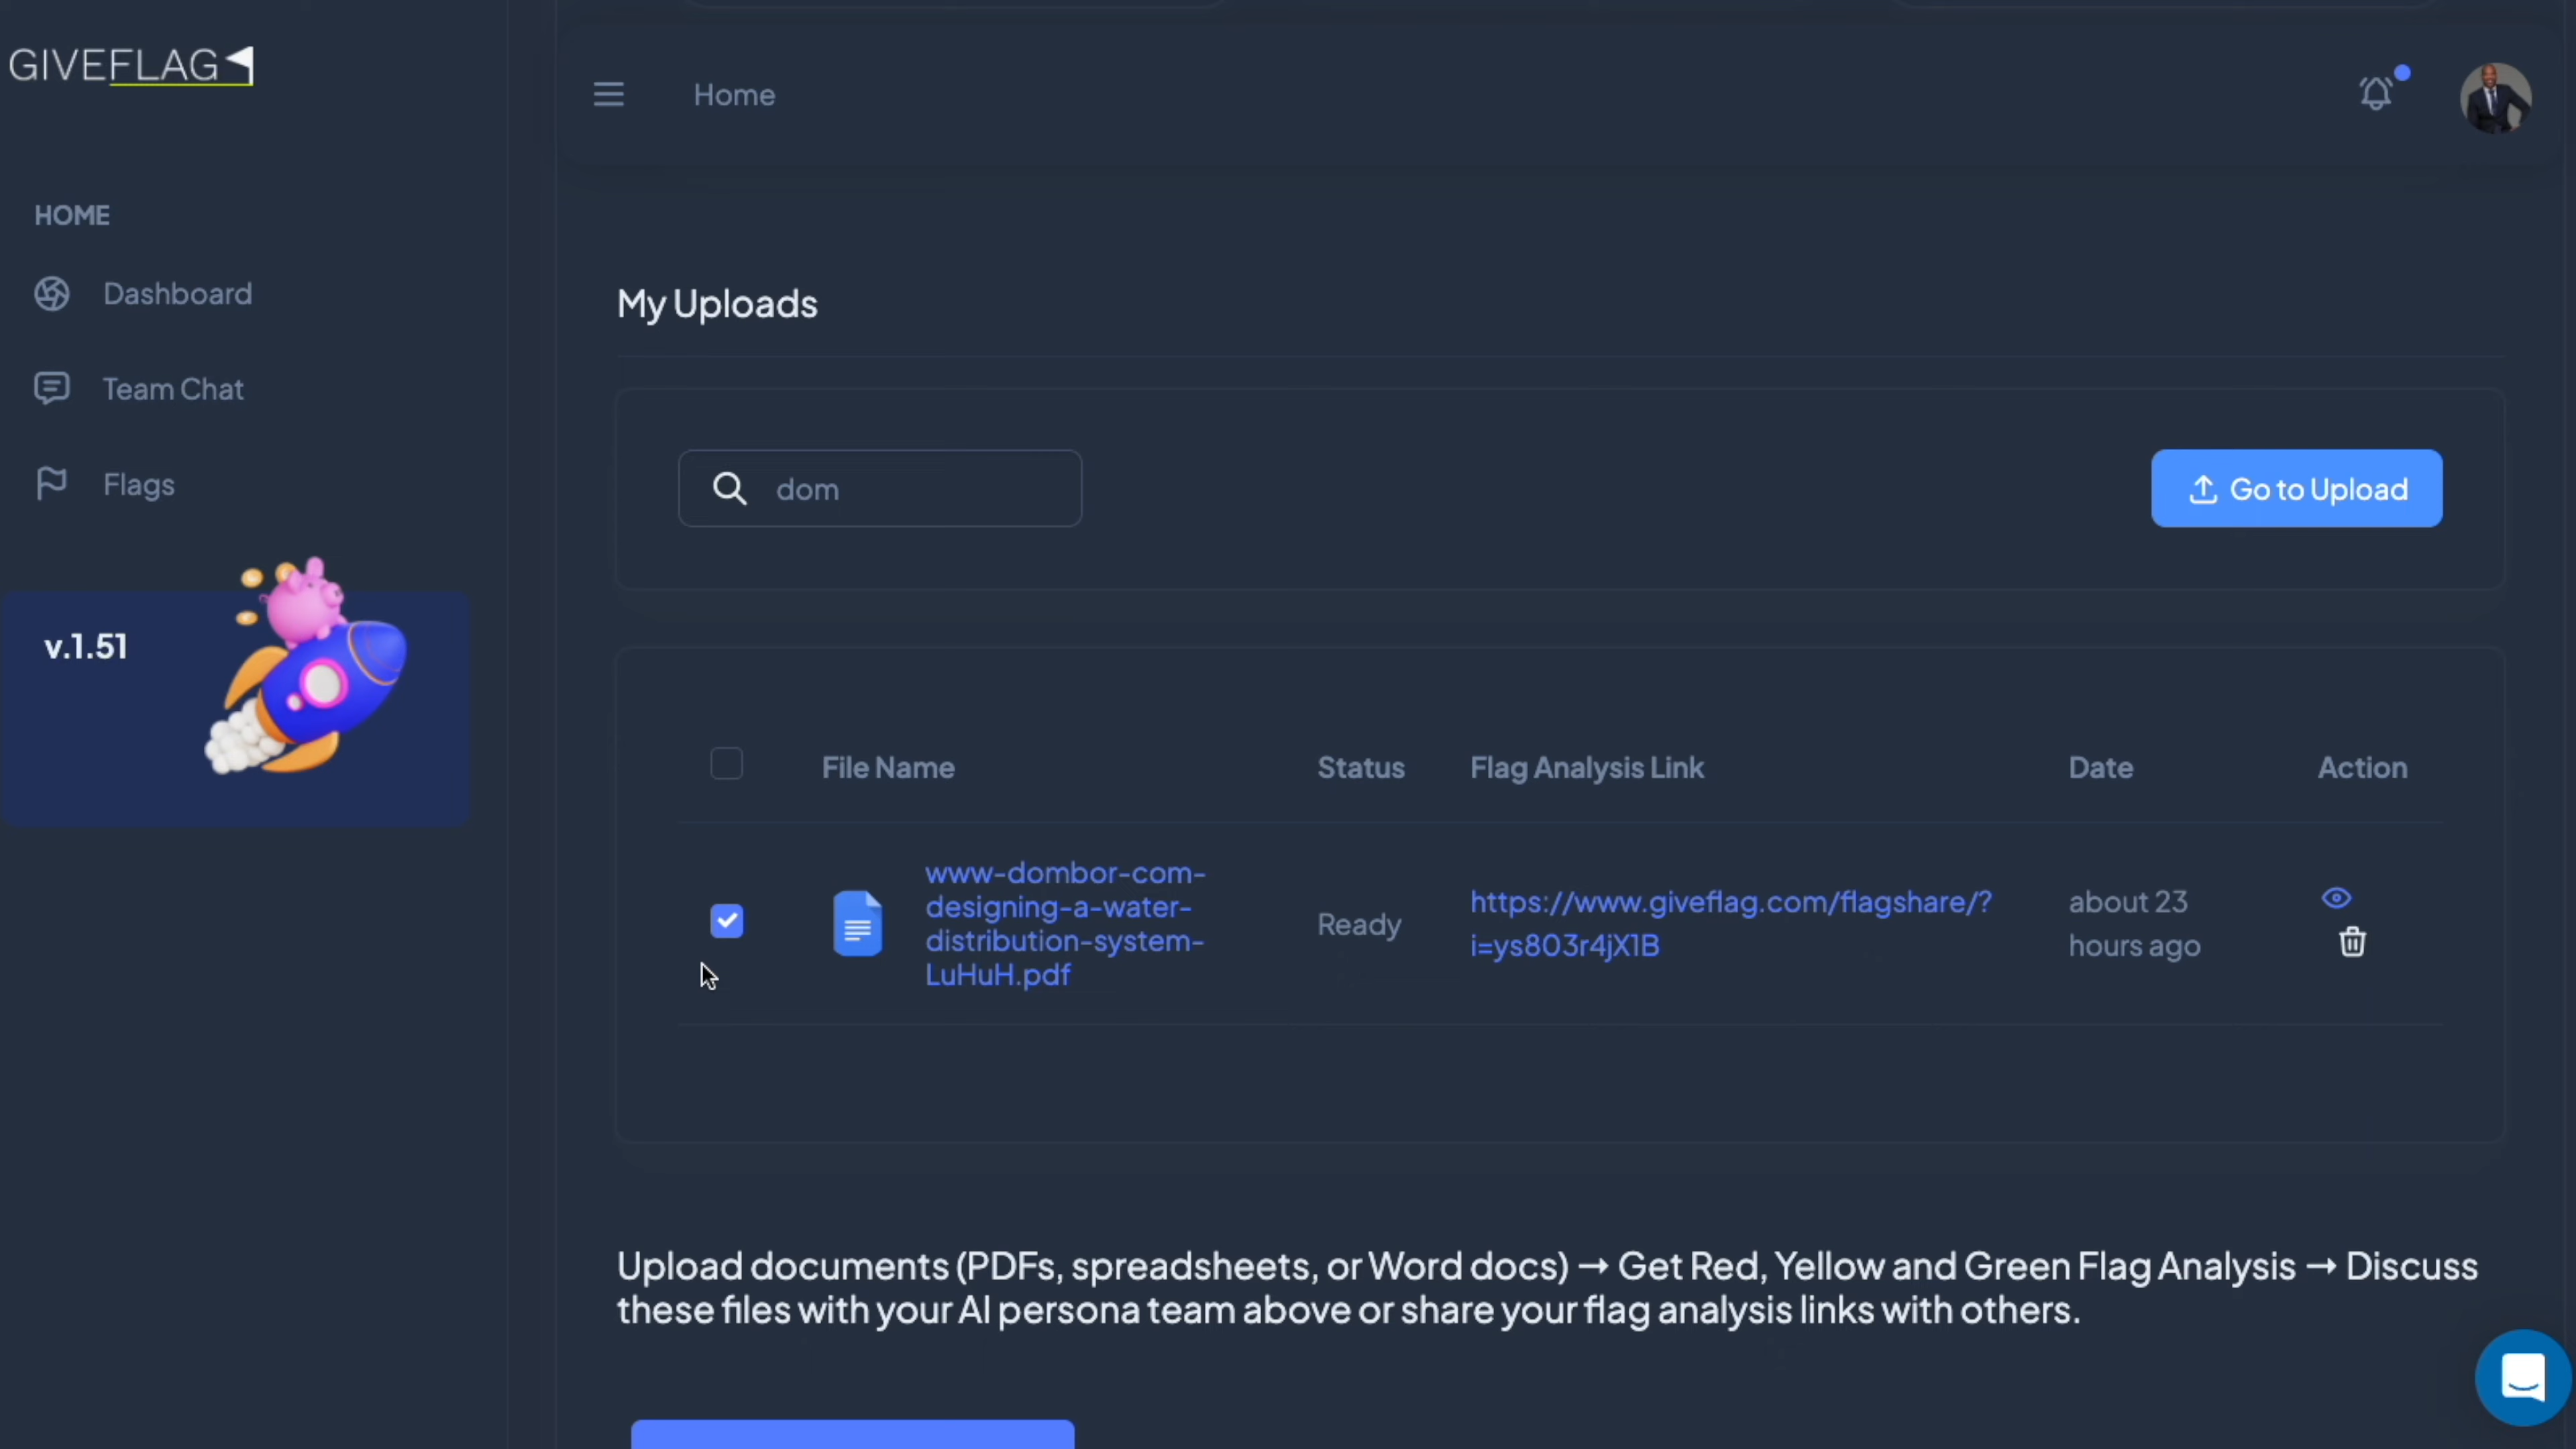 GIVEFLAG
Home
HOME
Dashboard
Team Chat
Flags
v.1.51
My Uploads
dom
Go to Upload
File Name
Status
Flag Analysis Link
Date
Action
www-dombor-com-
designing-a-water-
distribution-system-
LuHuH.pdf
Ready
https://www.giveflag.com/flagshare/?
i=ys803r4jX1B
about 23
hours ago
Upload documents (PDFs, spreadsheets, or Word docs) → Get Red, Yellow and Green Flag Analysis → Discuss
these files with your AI persona team above or share your flag analysis links with others.